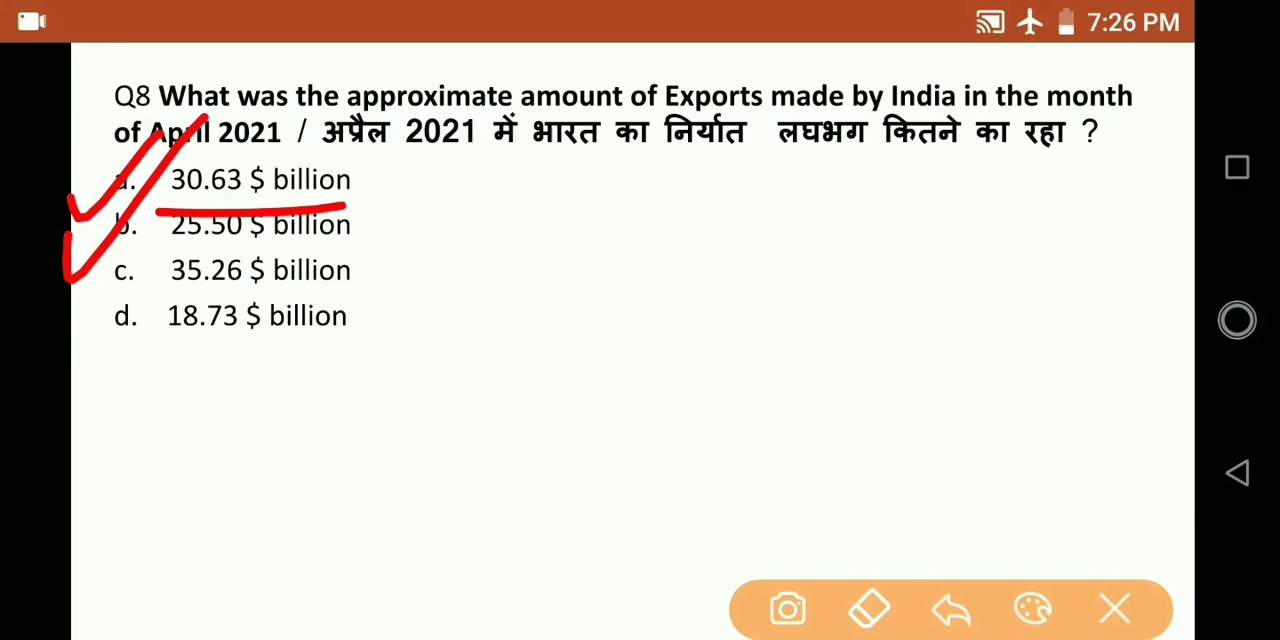 7:26 PM
Q8 What was the approximate amount of Exports made by India in the month
of April 2021 / अप्रैल 2021 में भारत का निर्यात लघभग कितने का रहा ?
a. 30.63 $ billion
b. 25.50 $ billion
c. 35.26 $ billion
d. 18.73 $ billion